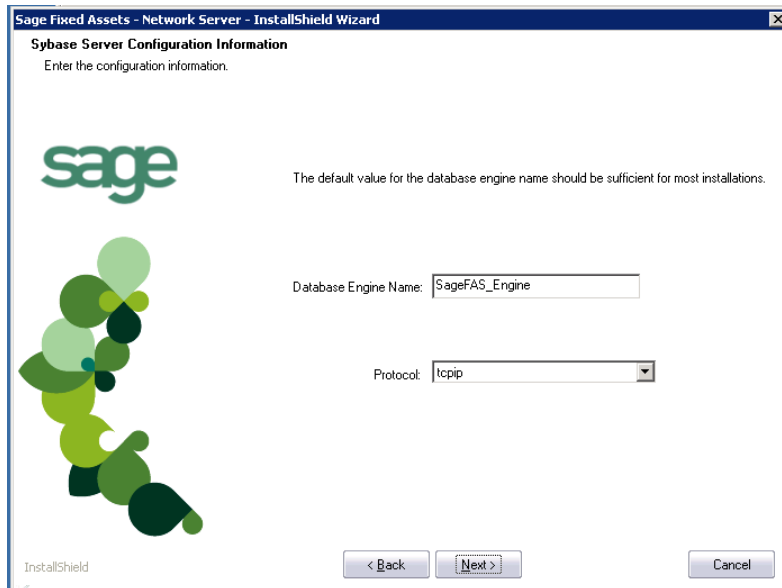 Sage Fixed Assets - Network Server - InstallShield Wizard
Sybase Server Configuration Information
Enter the configuration information.
sage
The default value for the database engine name should be sufficient for most installations.
Database Engine Name: SageFAS_Engine
Protocol: tcpip
InstallShield
< Back Next > Cancel